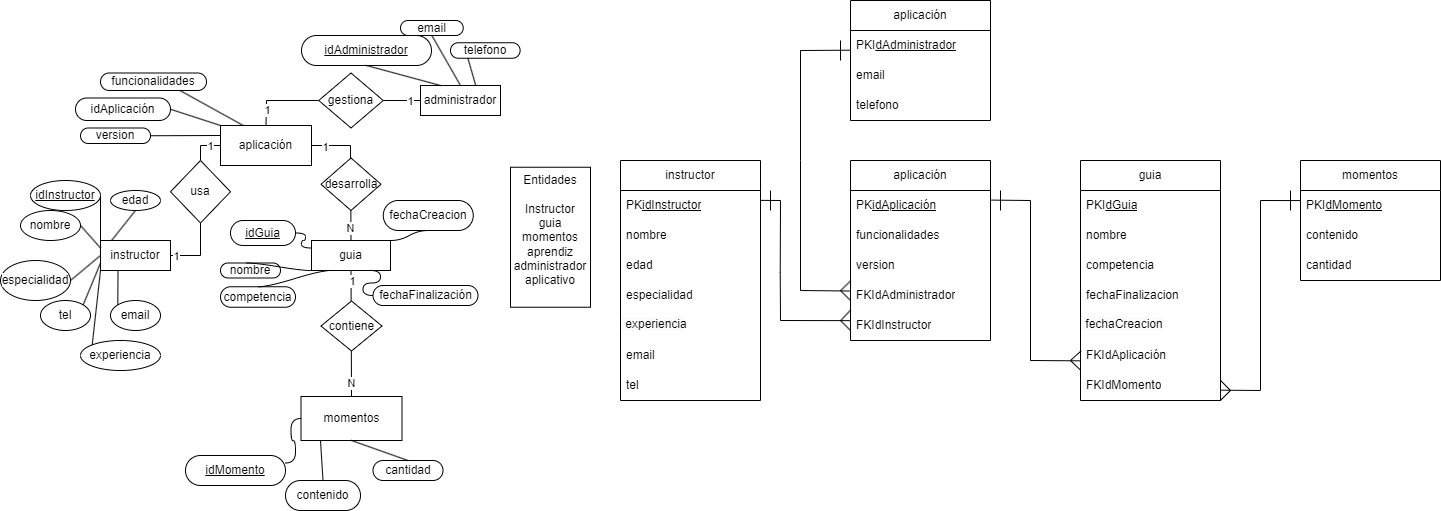 email
idAdministrador
telefono
funcionalidades
gestiona
1
administrador
idAplicación
1
version
aplicación
1
1
usa
desarrolla
idInstructor
edad
nombre
instructor
1
especialidad
tel
email
experiencia
N
fechaCreacion
idGuia
guia
nombre
competencia
1
fechaFinalización
contiene
N
momentos
idMomento
cantidad
contenido
Entidades
Instructor
guia
momentos
aprendiz
administrador
aplicativo
instructor
PKidInstructor
nombre
edad
especialidad
experiencia
email
tel
aplicación
PKIdAdministrador
email
telefono
aplicación
PKidAplicación
funcionalidades
version
FKIdAdministrador
FKIdInstructor
guia
PKIdGuia
nombre
competencia
fechaFinalizacion
fechaCreacion
FKIdAplicación
FKIdMomento
momentos
PKIdMomento
contenido
cantidad